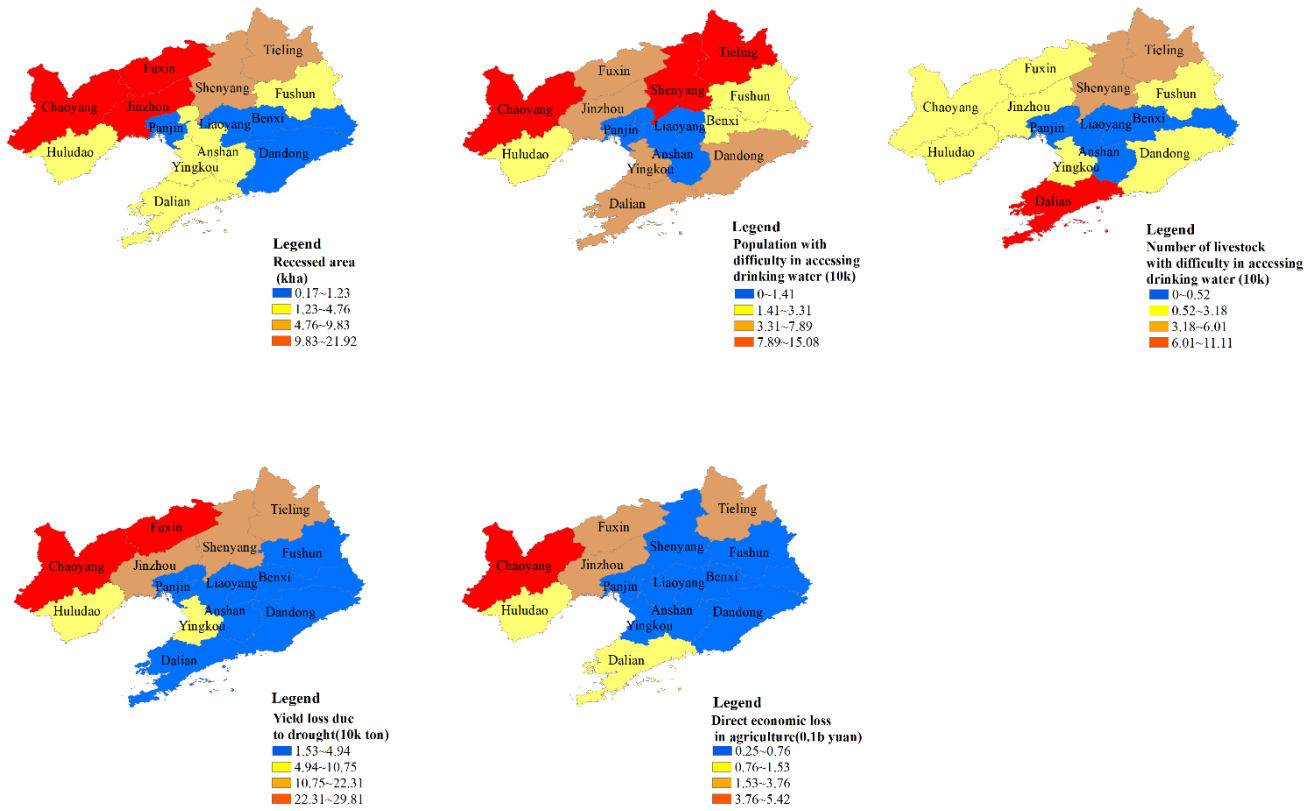 Tieling
Fuxin
Shenyang
Chaoyang
Jinzhou
Fushun
Panjin
Liaoyang
Benxi
Huludao
Anshan
Dandong
Yingkou
Dalian
Legend
Recessed area
(kha)
0.17~1.23
1.23~4.76
4.76~9.83
9.83~21.92
Tieling
Fuxin
Shenyang
Chaoyang
Jinzhou
Fushun
Panjin
Liaoyang
Benxi
Huludao
Anshan
Dandong
Yingkou
Dalian
Legend
Population with
difficulty in accessing
drinking water (10k)
0~1.41
1.41~3.31
3.31~7.89
7.89~15.08
Tieling
Fuxin
Shenyang
Chaoyang
Jinzhou
Fushun
Panjin
Liaoyang
Benxi
Huludao
Anshan
Dandong
Yingkou
Dalian
Legend
Number of livestock
with difficulty in accessing
drinking water (10k)
0~0.52
0.52~3.18
3.18~6.01
6.01~11.11
Tieling
Fuxin
Shenyang
Chaoyang
Jinzhou
Fushun
Panjin
Liaoyang
Benxi
Huludao
Anshan
Dandong
Yingkou
Dalian
Legend
Yield loss due
to drought(10k ton)
1.53~4.94
4.94~10.75
10.75~22.31
22.31~29.81
Tieling
Fuxin
Shenyang
Chaoyang
Jinzhou
Fushun
Panjin
Liaoyang
Benxi
Huludao
Anshan
Dandong
Yingkou
Dalian
Legend
Direct economic loss
in agriculture(0.1b yuan)
0.25~0.76
0.76~1.53
1.53~3.76
3.76~5.42